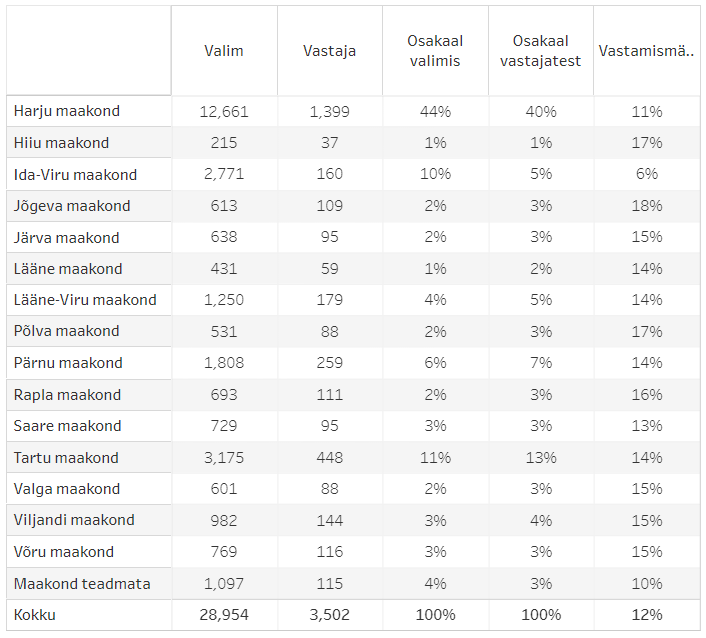 Valim Vastaja Osakaal valimis Osakaal vastajatest Vastamismä..
Harju maakond 12,661 1,399 44% 40% 11%
Hiiu maakond 215 37 1% 1% 17%
Ida-Viru maakond 2,771 160 10% 5% 6%
Jõgeva maakond 613 109 2% 3% 18%
Järva maakond 638 95 2% 3% 15%
Lääne maakond 431 59 1% 2% 14%
Lääne-Viru maakond 1,250 179 4% 5% 14%
Põlva maakond 531 88 2% 3% 17%
Pärnu maakond 1,808 259 6% 7% 14%
Rapla maakond 693 111 2% 3% 16%
Saare maakond 729 95 3% 3% 13%
Tartu maakond 3,175 448 11% 13% 14%
Valga maakond 601 88 2% 3% 15%
Viljandi maakond 982 144 3% 4% 15%
Võru maakond 769 116 3% 3% 15%
Maakond teadmata 1,097 115 4% 3% 10%
Kokku 28,954 3,502 100% 100% 12%